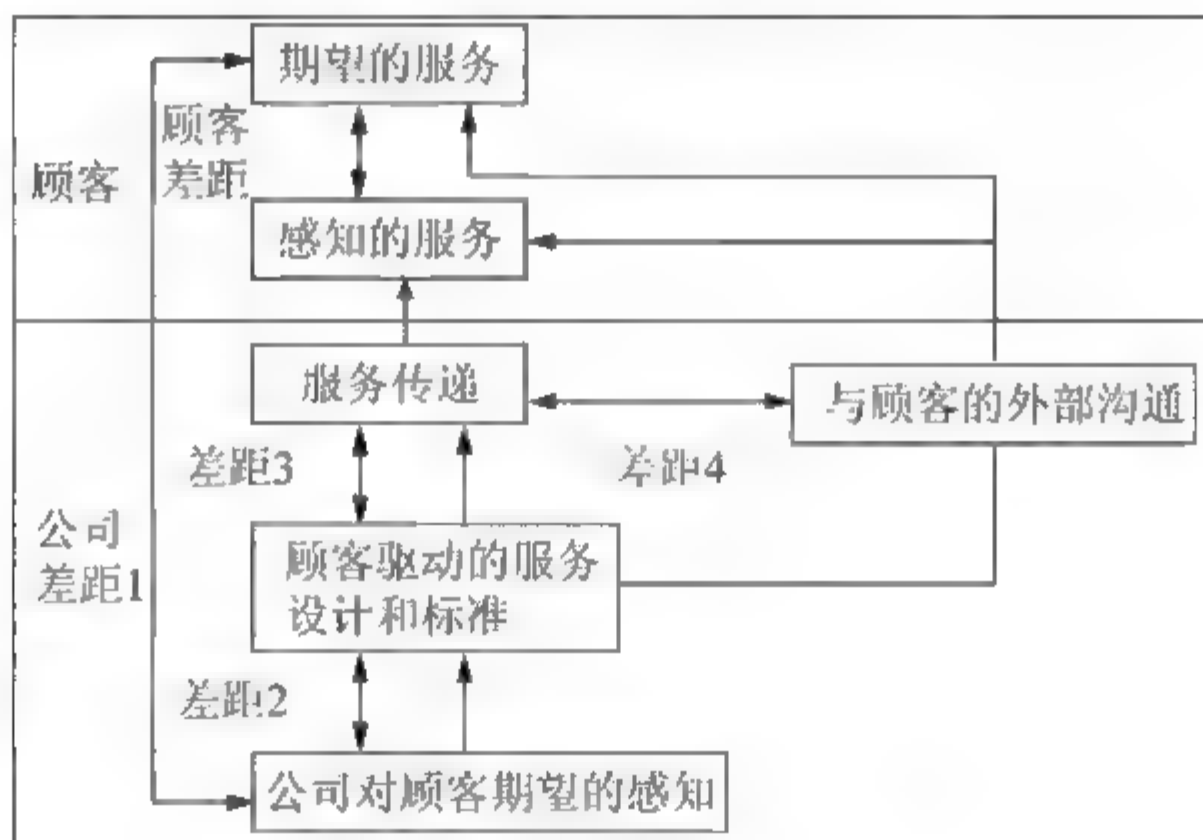 期望的服务
顾客
差距
顾客
感知的服务
服务传递
与顾客的外部沟通
差距3
差距4
公司
差距1
顾客驱动的服务
设计和标准
差距2
公司对顾客期望的感知